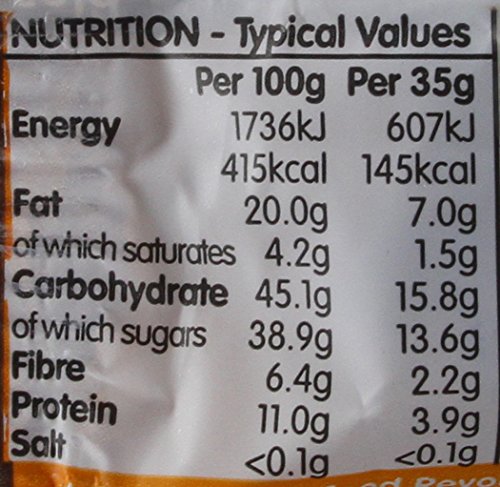 NUTRITION - Typical Values
Per 100g Per 35g
Energy 1736kJ 607kJ
415kcal 145kcal
Fat 20.0g 7.0g
of which saturates 4.2g 1.5g
Carbohydrate 45.1g 15.8g
of which sugars 38.9g 13.6g
Fibre 6.4g 2.2g
Protein 11.0g 3.9g
Salt <0.1g <0.1g